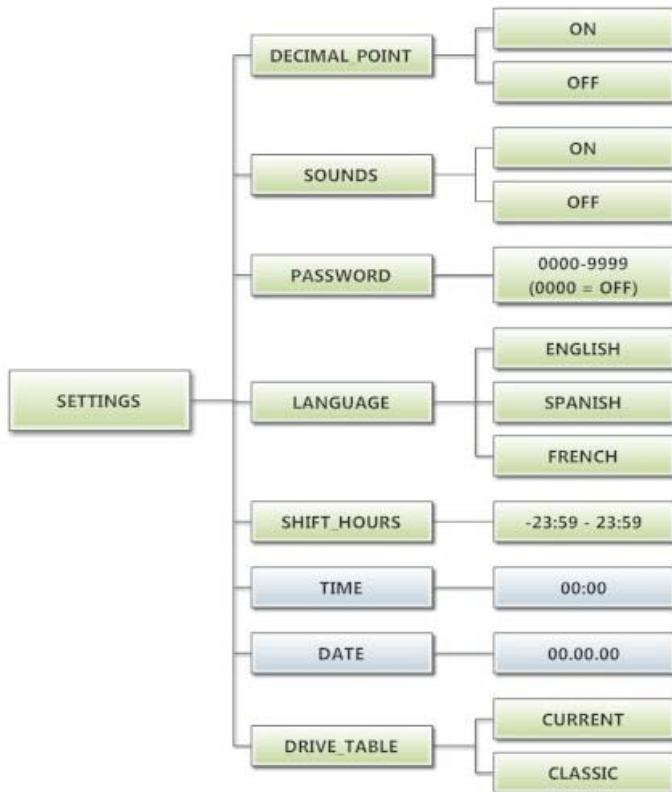 DECIMAL_POINT
ON
OFF
SOUNDS
ON
OFF
PASSWORD
0000-9999
(0000 = OFF)
SETTINGS
LANGUAGE
ENGLISH
SPANISH
FRENCH
SHIFT_HOURS
-23:59 - 23:59
TIME
00:00
DATE
00.00.00
DRIVE_TABLE
CURRENT
CLASSIC